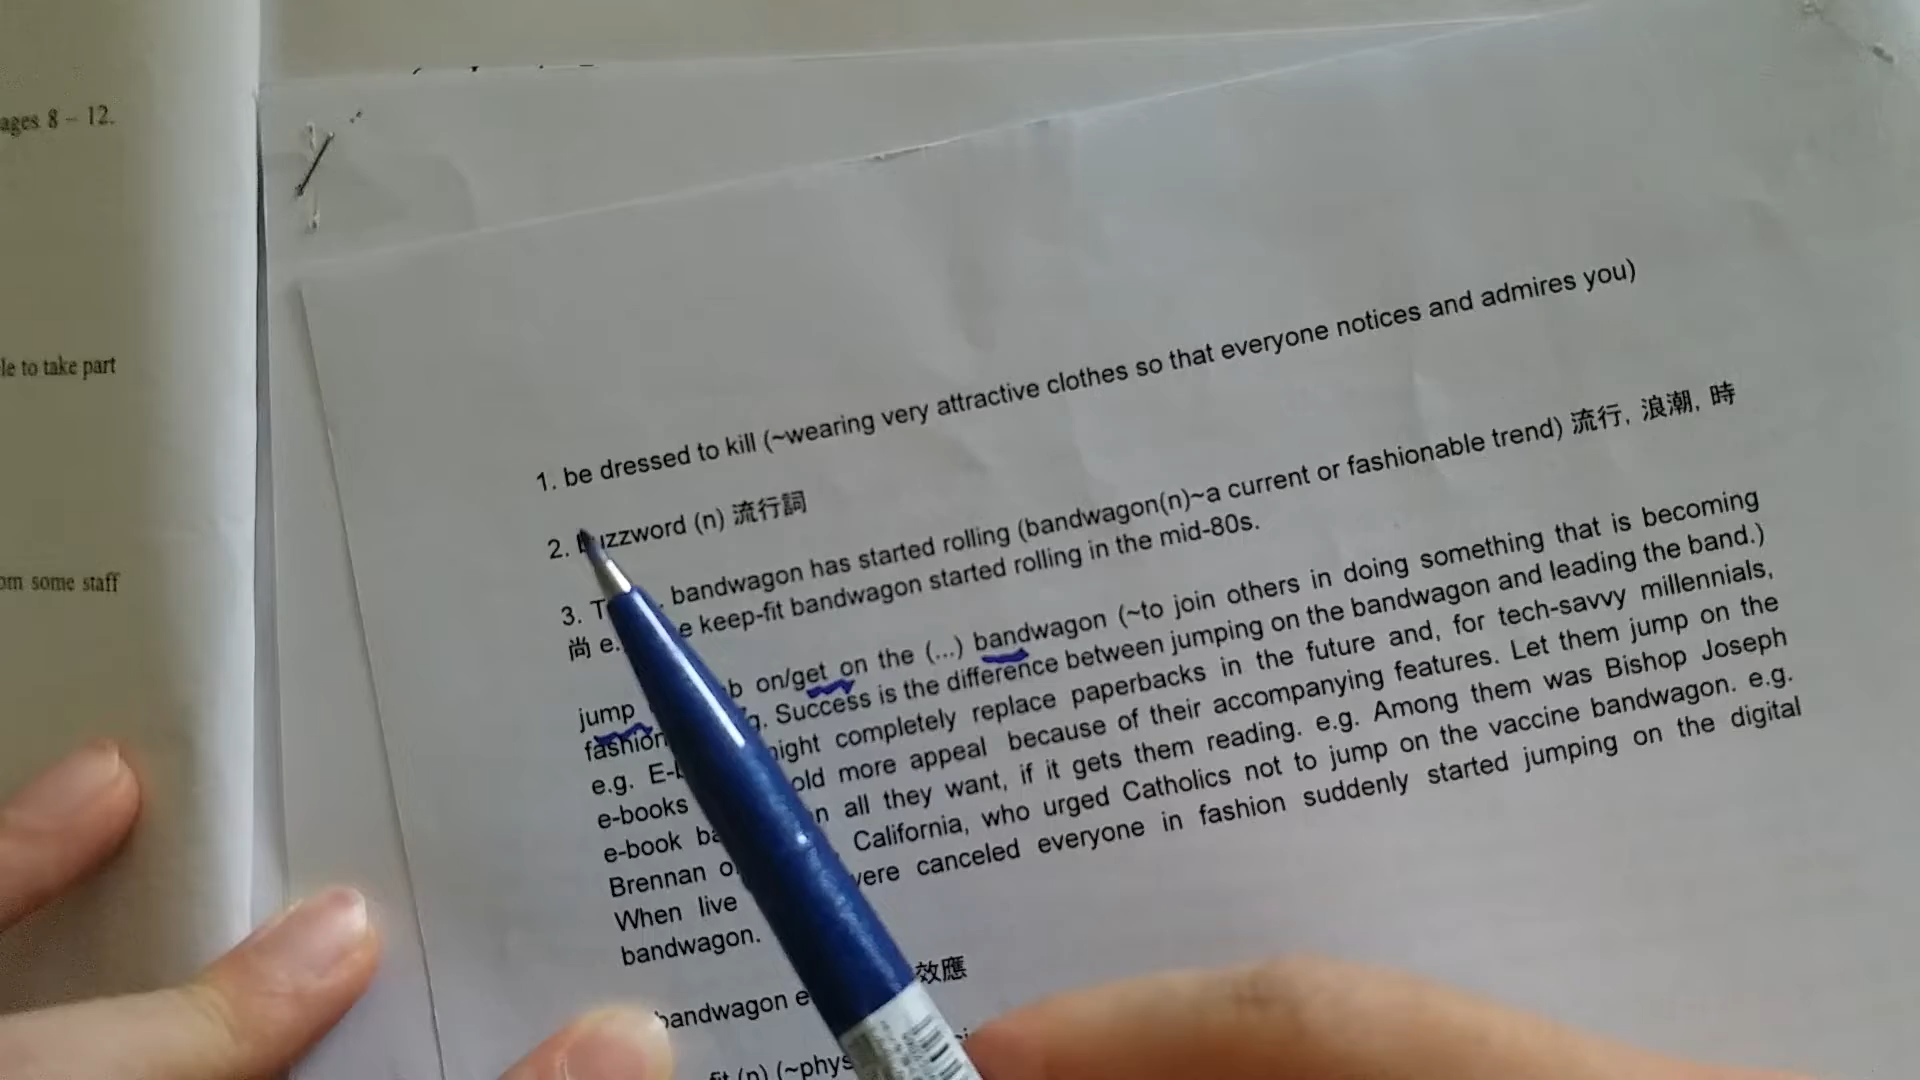 ages 8 – 12.
le to take part
om some staff
1. be dressed to kill (~wearing very attractive clothes so that everyone notices and admires you)
2. uzzword (n) 流行詞
3. bandwagon has started rolling (bandwagon(n)~a current or fashionable trend) 流行, 浪潮, 時
尚 e. e keep-fit bandwagon started rolling in the mid-80s.
jump b on/get on the (...) bandwagon (~to join others in doing something that is becoming
fashion g. Success is the difference between jumping on the bandwagon and leading the band.)
e.g. E- might completely replace paperbacks in the future and, for tech-savvy millennials,
e-books old more appeal because of their accompanying features. Let them jump on the
e-book ba n all they want, if it gets them reading. e.g. Among them was Bishop Joseph
Brennan o California, who urged Catholics not to jump on the vaccine bandwagon. e.g.
When live were canceled everyone in fashion suddenly started jumping on the digital
bandwagon.
bandwagon e 效應
fit (n) (~phys